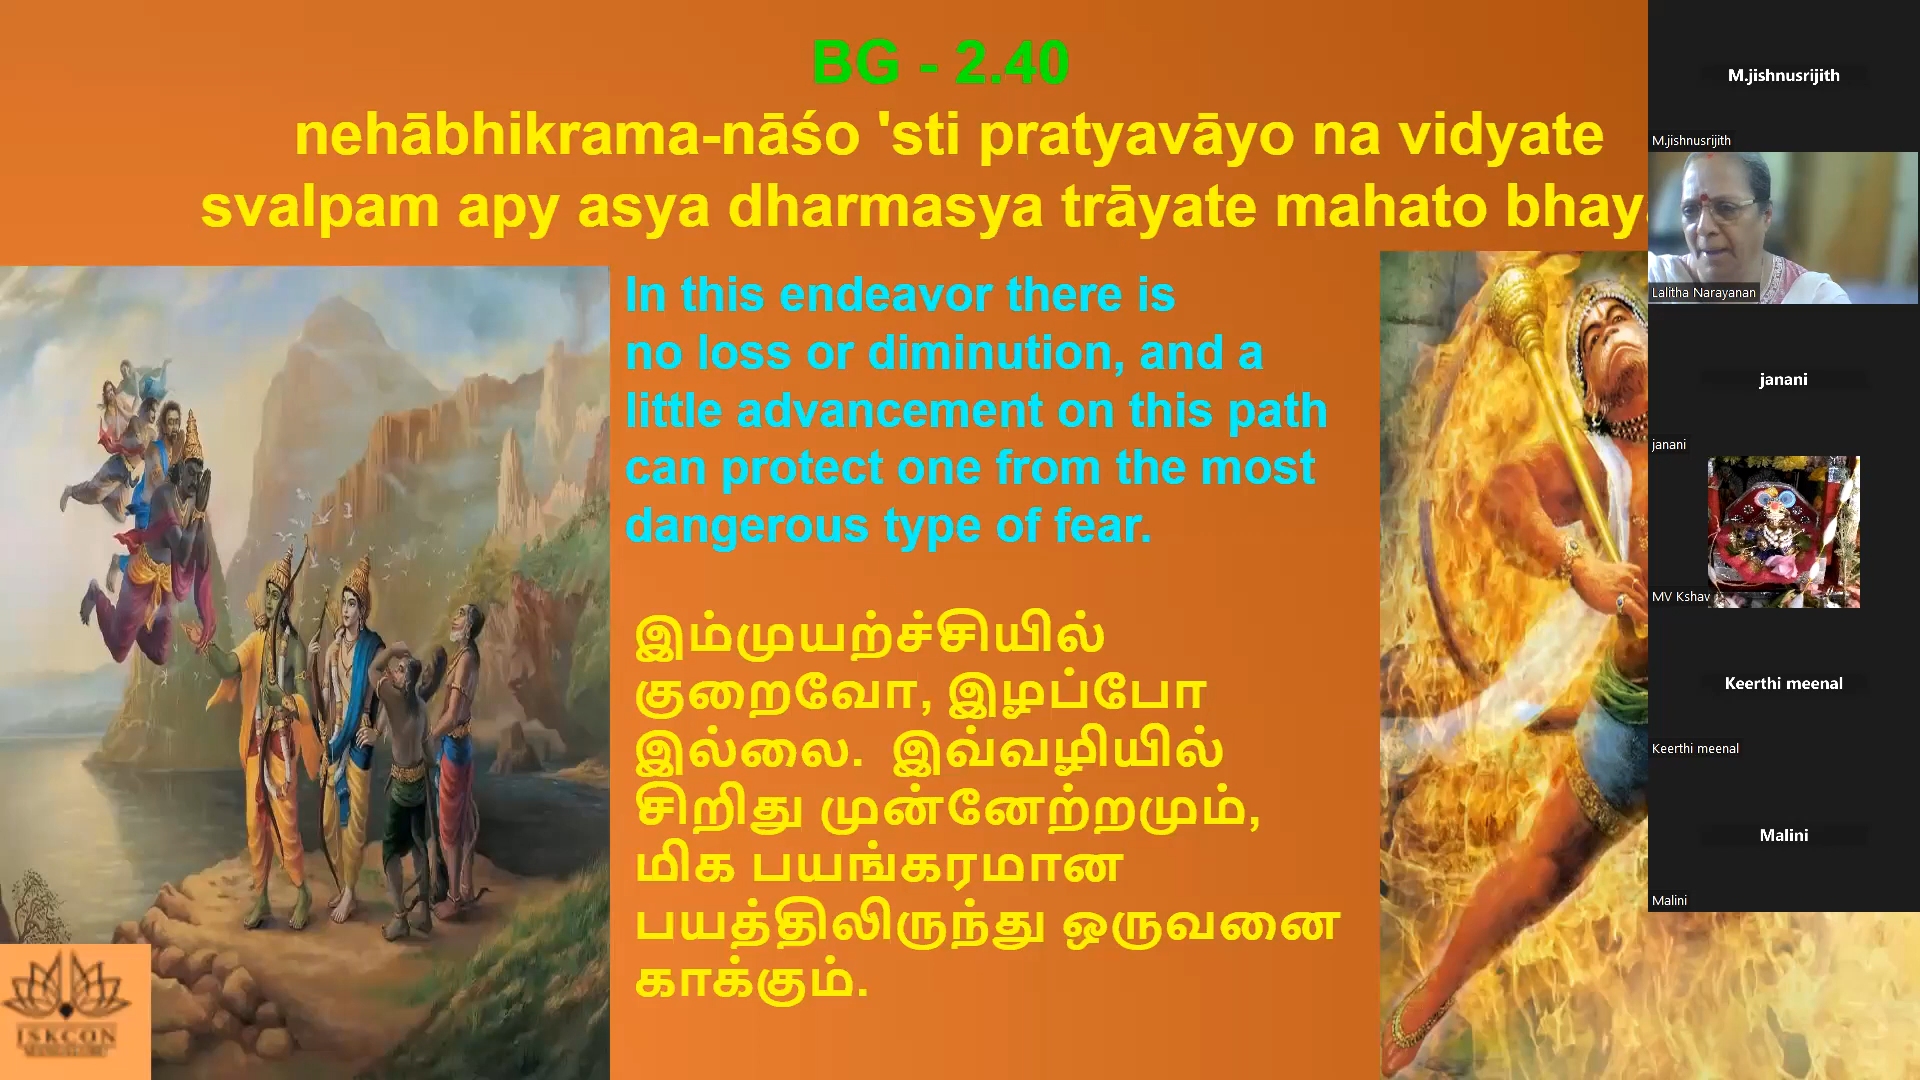 BG - 2.40
nehābhikrama-nāśo 'sti pratyavāyo na vidyate
svalpam apy asya dharmasya trāyate mahato bhay
In this endeavor there is
no loss or diminution, and a
little advancement on this path
can protect one from the most
dangerous type of fear.
இம்முயற்ச்சியில்
குறைவோ, இழப்போ
இல்லை. இவ்வழியில்
சிறிது முன்னேற்றமும்,
மிக பயங்கரமான
பயத்திலிருந்து ஒருவனை
காக்கும்.
ISKCON
M.jishnusrijith
M.jishnusrijith
Lalitha Narayanan
janani
janani
MV Kshav
Keerthi meenal
Keerthi meenal
Malini
Malini